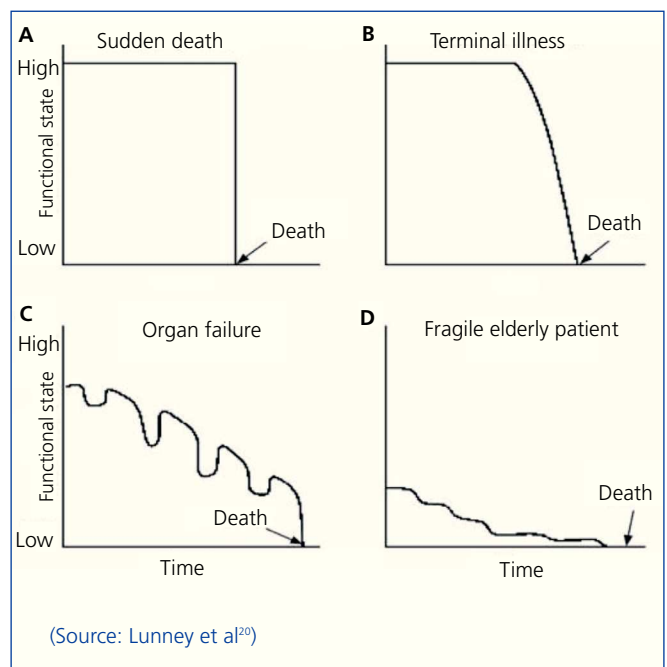 A
Sudden death
High
Functional state
Low
Death
B
Terminal illness
Death
C
Organ failure
High
Functional state
Low
Death
Time
D
Fragile elderly patient
Death
Time
(Source: Lunney et al²⁰)